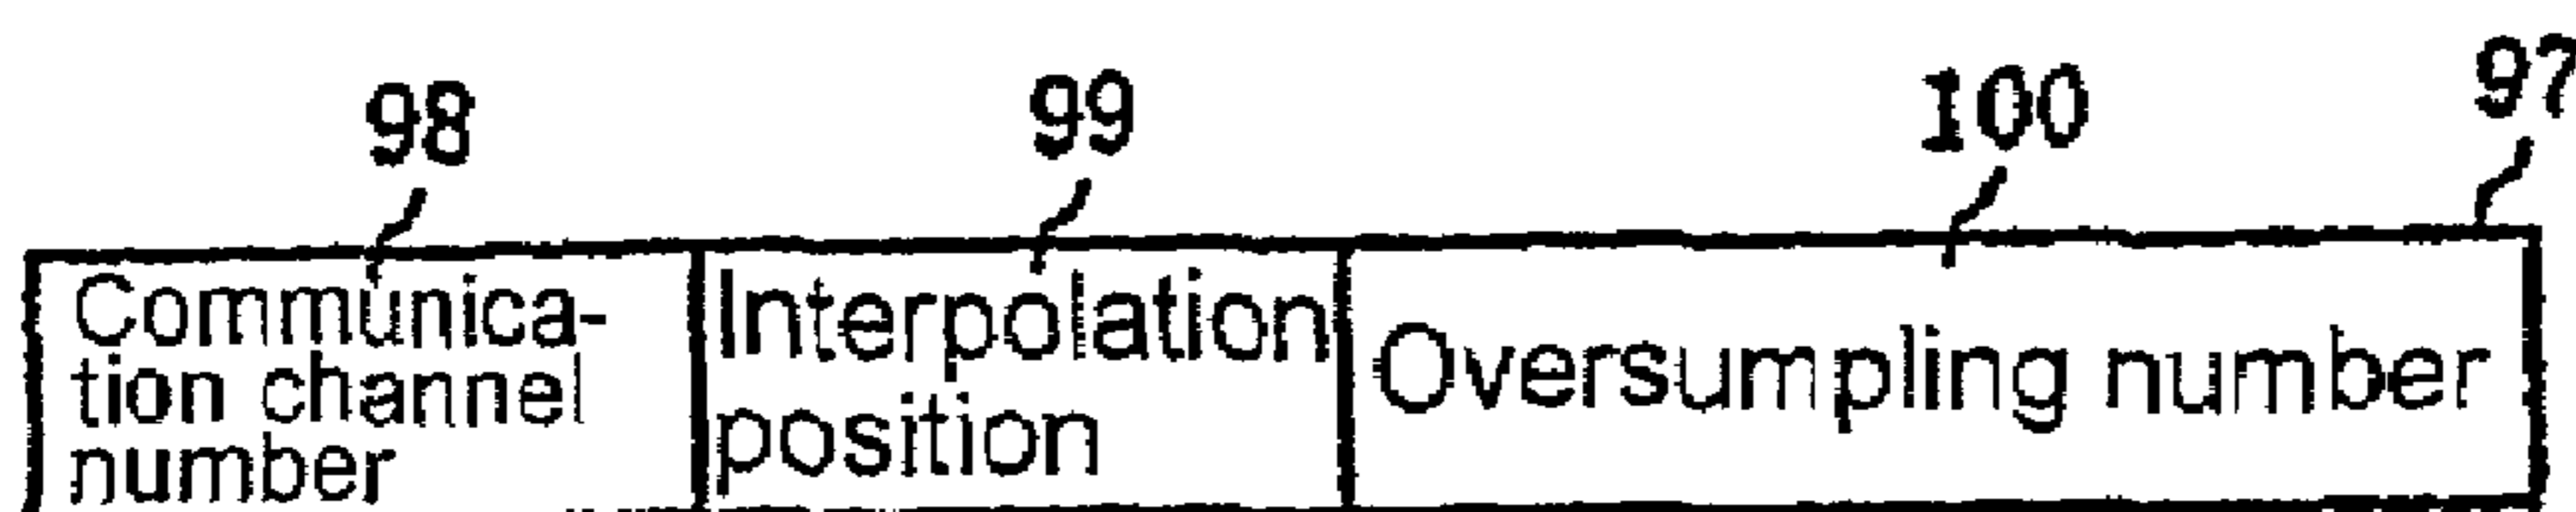 98 99 100 97
Communica-
tion channel
number
Interpolation
position
Oversumpling number